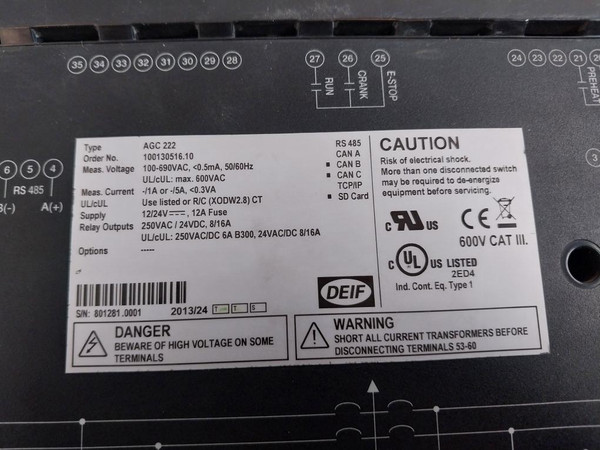 35 34 33 32 31 30 29 28
27 26 25
24 23 22 21
RUN
CRANK
E-STOP
PREHEAT
6 5 4
RS 485
B(-) A(+)
3
Type AGC 222
Order No. 100130516.10
Meas. Voltage 100-690VAC, <0.5mA, 50/60Hz
UL/cUL: max. 600VAC
Meas. Current -/1A or -/5A, <0.3VA
UL/cUL Use listed or R/C (XODW2.8) CT
Supply 12/24V, 12A Fuse
Relay Outputs 250VAC / 24VDC, 8/16A
UL/cUL: 250VAC/DC 6A B300, 24VAC/DC 8/16A
Options -----
RS 485
CAN A
CAN B
CAN C
TCP/IP
SD Card
S/N: 801281.0001
2013/24
DEIF
CAUTION
Risk of electrical shock.
More than one disconnected switch
may be required to de-energize
equipment before servicing.
c RU US CE
600V CAT III.
c UL US LISTED
2ED4
Ind. Cont. Eq. Type 1
DANGER
BEWARE OF HIGH VOLTAGE ON SOME
TERMINALS
WARNING
SHORT ALL CURRENT TRANSFORMERS BEFORE
DISCONNECTING TERMINALS 53-60